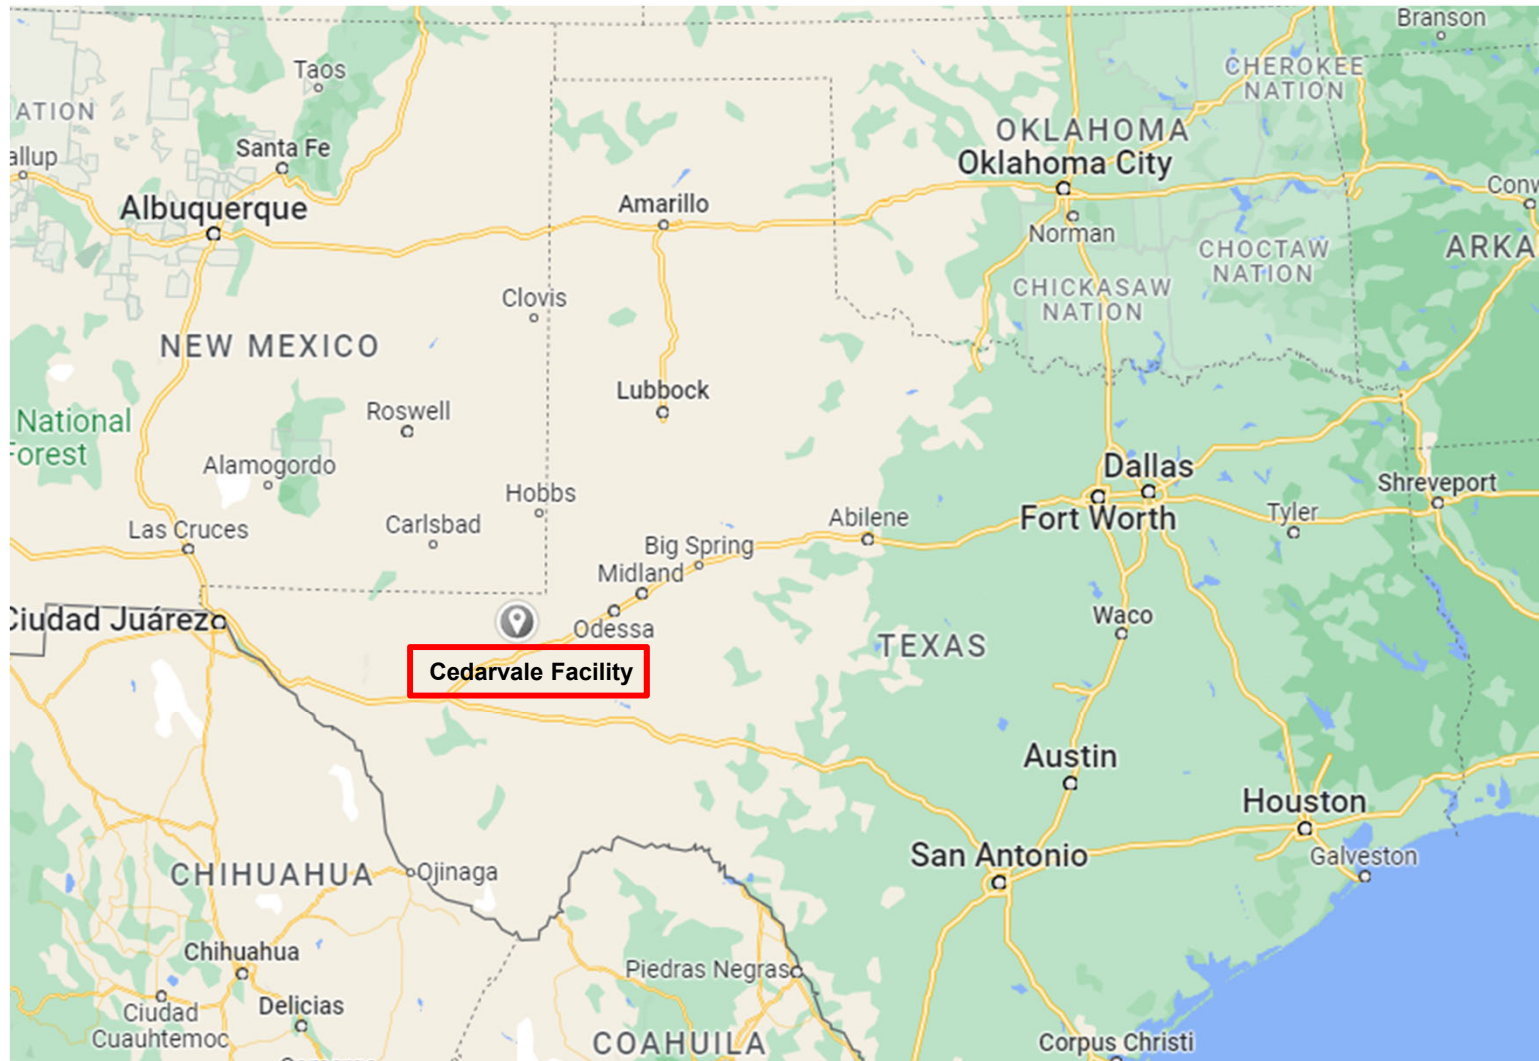 Branson
Taos
CHEROKEE
NATION
ATION
OKLAHOMA
Santa Fe
allup
Oklahoma City
Conw
Albuquerque
Amarillo
Norman
CHOCTAW
NATION
ARKA
CHICKASAW
NATION
Clovis
NEW MEXICO
Lubbock
Roswell
National
Forest
Alamogordo
Dallas
Shreveport
Hobbs
Carlsbad
Las Cruces
Abilene
Fort Worth
Tyler
Big Spring
Midland
Ciudad Juárez
Odessa
Waco
TEXAS
Cedarvale Facility
Austin
Houston
San Antonio
Galveston
CHIHUAHUA
Ojinaga
Chihuahua
Piedras Negras
Delicias
Ciudad
Cuauhtemoc
COAHUILA
Corpus Christi